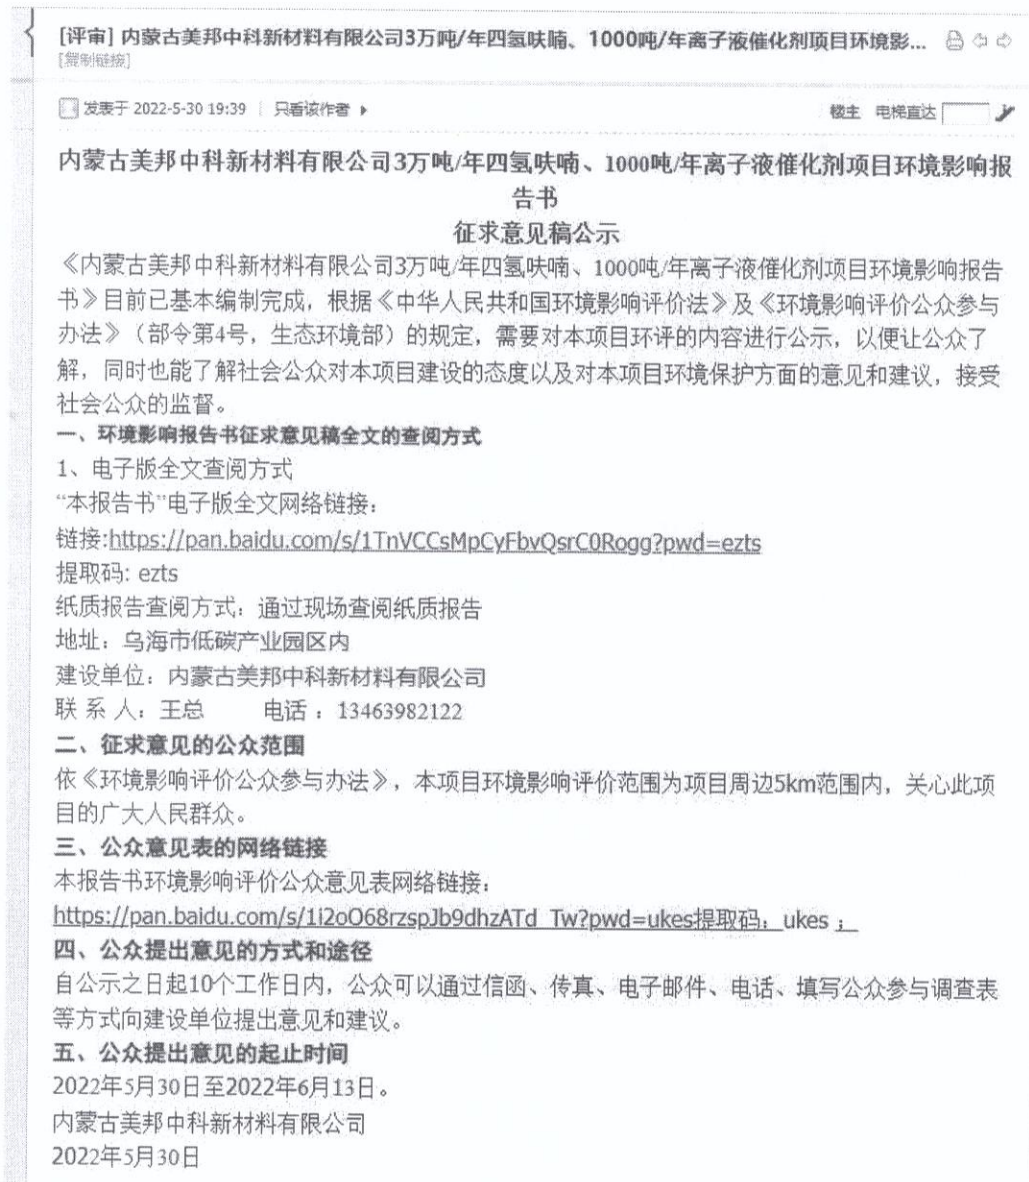 [评审] 内蒙古美邦中科新材料有限公司3万吨/年四氢呋喃、1000吨/年离子液催化剂项目环境影...
[复制链接]
发表于 2022-5-30 19:39 | 只看该作者
楼主 电梯直达
内蒙古美邦中科新材料有限公司3万吨/年四氢呋喃、1000吨/年离子液催化剂项目环境影响报
告书
征求意见稿公示
《内蒙古美邦中科新材料有限公司3万吨/年四氢呋喃、1000吨/年离子液催化剂项目环境影响报告
书》目前已基本编制完成，根据《中华人民共和国环境影响评价法》及《环境影响评价公众参与
办法》（部令第4号，生态环境部）的规定，需要对本项目环评的内容进行公示，以便让公众了
解，同时也能了解社会公众对本项目建设的态度以及对本项目环境保护方面的意见和建议，接受
社会公众的监督。
一、环境影响报告书征求意见稿全文的查阅方式
1、电子版全文查阅方式
“本报告书”电子版全文网络链接：
链接:https://pan.baidu.com/s/1TnVCCsMpCyFbvQsrC0Rogg?pwd=ezts
提取码: ezts
纸质报告查阅方式：通过现场查阅纸质报告
地址：乌海市低碳产业园区内
建设单位：内蒙古美邦中科新材料有限公司
联 系 人：王总 电话 ：13463982122
二、征求意见的公众范围
依《环境影响评价公众参与办法》，本项目环境影响评价范围为项目周边5km范围内，关心此项
目的广大人民群众。
三、公众意见表的网络链接
本报告书环境影响评价公众意见表网络链接：
https://pan.baidu.com/s/1i2oO68rzspJb9dhzATd_Tw?pwd=ukes提取码：ukes ；
四、公众提出意见的方式和途径
自公示之日起10个工作日内，公众可以通过信函、传真、电子邮件、电话、填写公众参与调查表
等方式向建设单位提出意见和建议。
五、公众提出意见的起止时间
2022年5月30日至2022年6月13日。
内蒙古美邦中科新材料有限公司
2022年5月30日